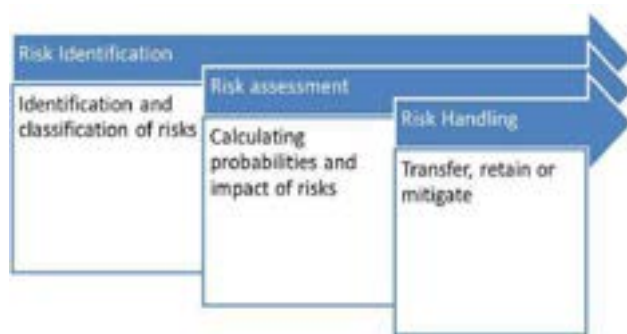 Risk Identification
Identification and
classification of risks
Risk assessment
Calculating
probabilities and
impact of risks
Risk Handling
Transfer, retain or
mitigate